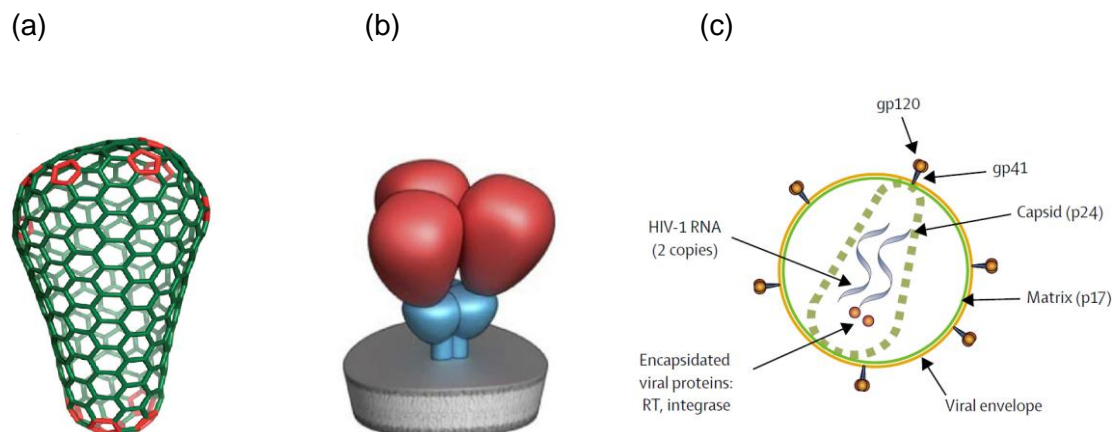 (a)
(b)
(c)
gp120
gp41
Capsid (p24)
HIV-1 RNA
(2 copies)
Matrix (p17)
Encapsidated
viral proteins:
RT, integrase
Viral envelope